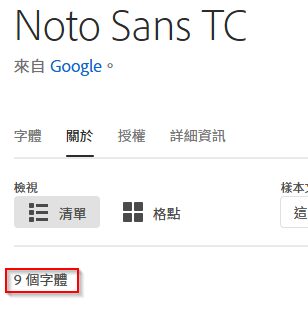 Noto Sans TC
來自 Google。
字體 關於 授權 詳細資訊
檢視 樣本文
清單 格點 這
9 個字體